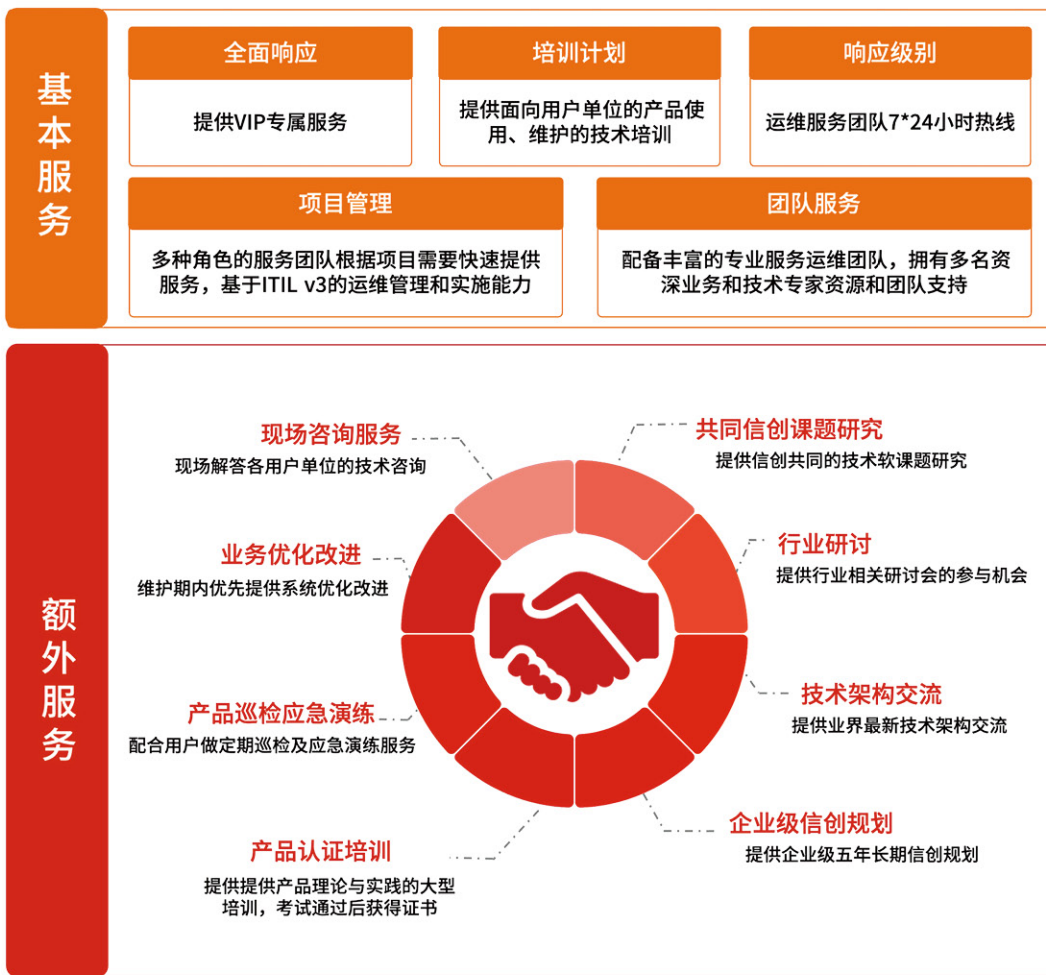 基本服务
全面响应
提供VIP专属服务
培训计划
提供面向用户单位的产品使
用、维护的技术培训
响应级别
运维服务团队7*24小时热线
项目管理
多种角色的服务团队根据项目需要快速提供
服务，基于ITIL v3的运维管理和实施能力
团队服务
配备丰富的专业服务运维团队，拥有多名资
深业务和技术专家资源和团队支持
额外服务
现场咨询服务
现场解答各用户单位的技术咨询
共同信创课题研究
提供信创共同的技术软课题研究
业务优化改进
维护期内优先提供系统优化改进
行业研讨
提供行业相关研讨会的参与机会
产品巡检应急演练
配合用户做定期巡检及应急演练服务
技术架构交流
提供业界最新技术架构交流
产品认证培训
提供提供产品理论与实践的大型
培训，考试通过后获得证书
企业级信创规划
提供企业级五年长期信创规划